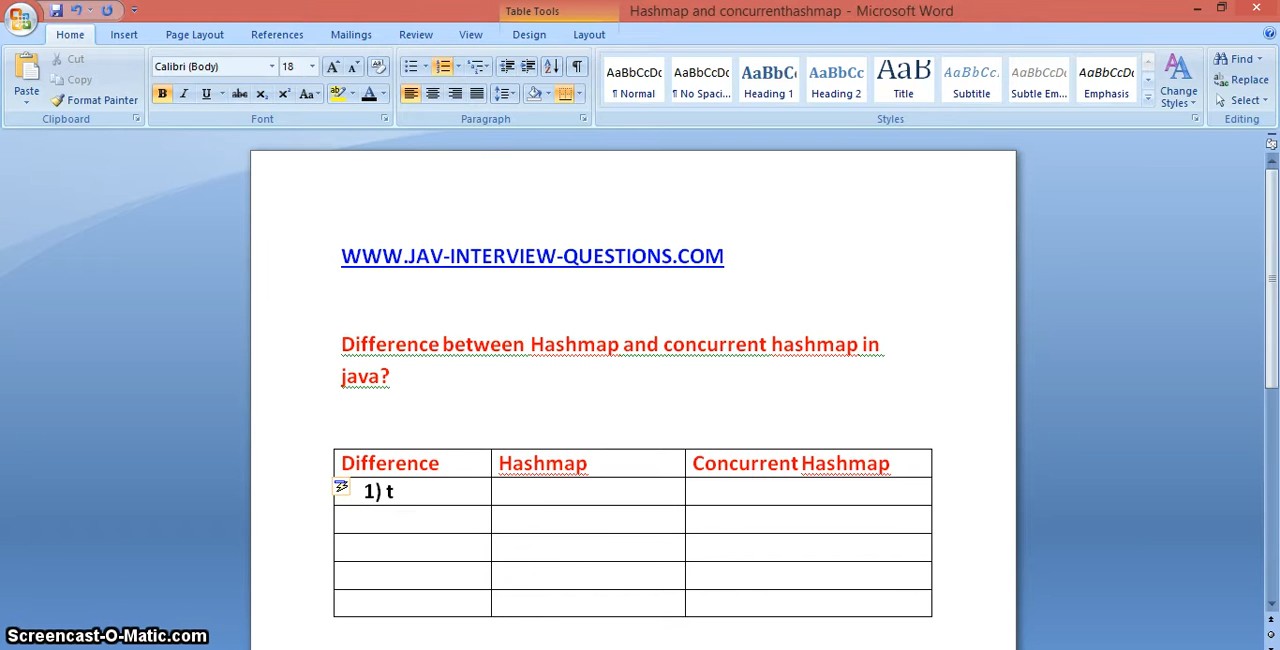 Table Tools
Hashmap and concurrenthashmap - Microsoft Word
Home Insert Page Layout References Mailings Review View Design Layout
Cut
Copy
Paste
Format Painter
Clipboard
Calibri (Body) 18
B I U abc x₂ x² Aa
Font
Paragraph
AaBbCcDc AaBbCcDc AaBbCc AaBbCc AaB AaBbCc. AaBbCcDc AaBbCcDc
¶ Normal ¶ No Spaci... Heading 1 Heading 2 Title Subtitle Subtle Em... Emphasis
Styles
Change
Styles
Find
Replace
Select
Editing
WWW.JAV-INTERVIEW-QUESTIONS.COM
Difference between Hashmap and concurrent hashmap in
java?
Difference Hashmap Concurrent Hashmap
1) t
Screencast-O-Matic.com